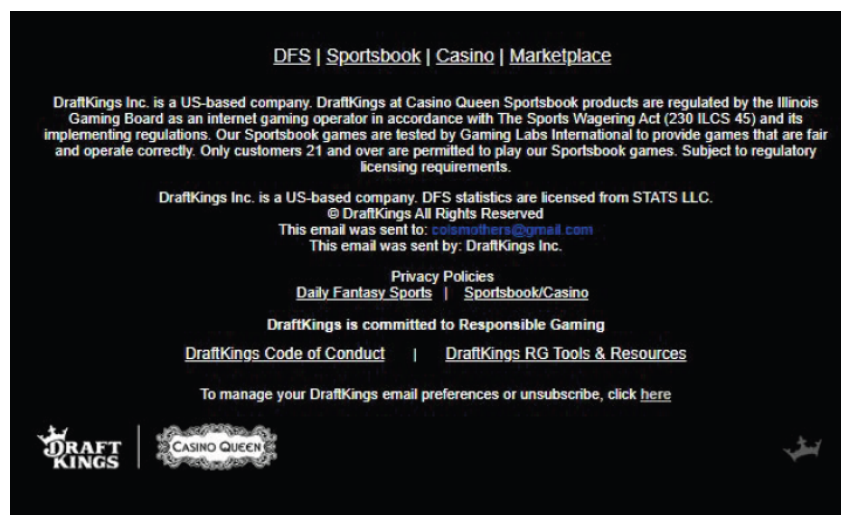 DFS | Sportsbook | Casino | Marketplace
DraftKings Inc. is a US-based company. DraftKings at Casino Queen Sportsbook products are regulated by the Illinois
Gaming Board as an internet gaming operator in accordance with The Sports Wagering Act (230 ILCS 45) and its
implementing regulations. Our Sportsbook games are tested by Gaming Labs International to provide games that are fair
and operate correctly. Only customers 21 and over are permitted to play our Sportsbook games. Subject to regulatory
licensing requirements.
DraftKings Inc. is a US-based company. DFS statistics are licensed from STATS LLC.
© DraftKings All Rights Reserved
This email was sent to: colsmothers@gmail.com
This email was sent by: DraftKings Inc.
Privacy Policies
Daily Fantasy Sports | Sportsbook/Casino
DraftKings is committed to Responsible Gaming
DraftKings Code of Conduct | DraftKings RG Tools & Resources
To manage your DraftKings email preferences or unsubscribe, click here
DRAFT
KINGS
CASINO QUEEN